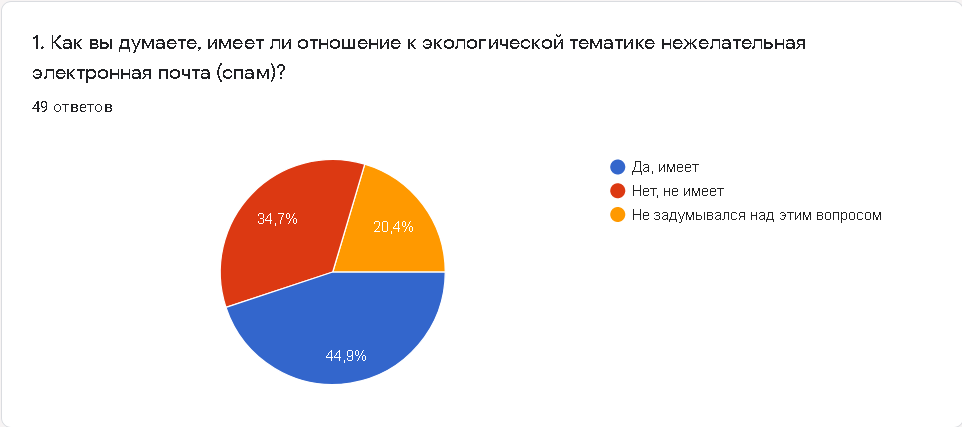 1. Как вы думаете, имеет ли отношение к экологической тематике нежелательная
электронная почта (спам)?
49 ответов
Да, имеет
Нет, не имеет
Не задумывался над этим вопросом
34,7%
20,4%
44,9%